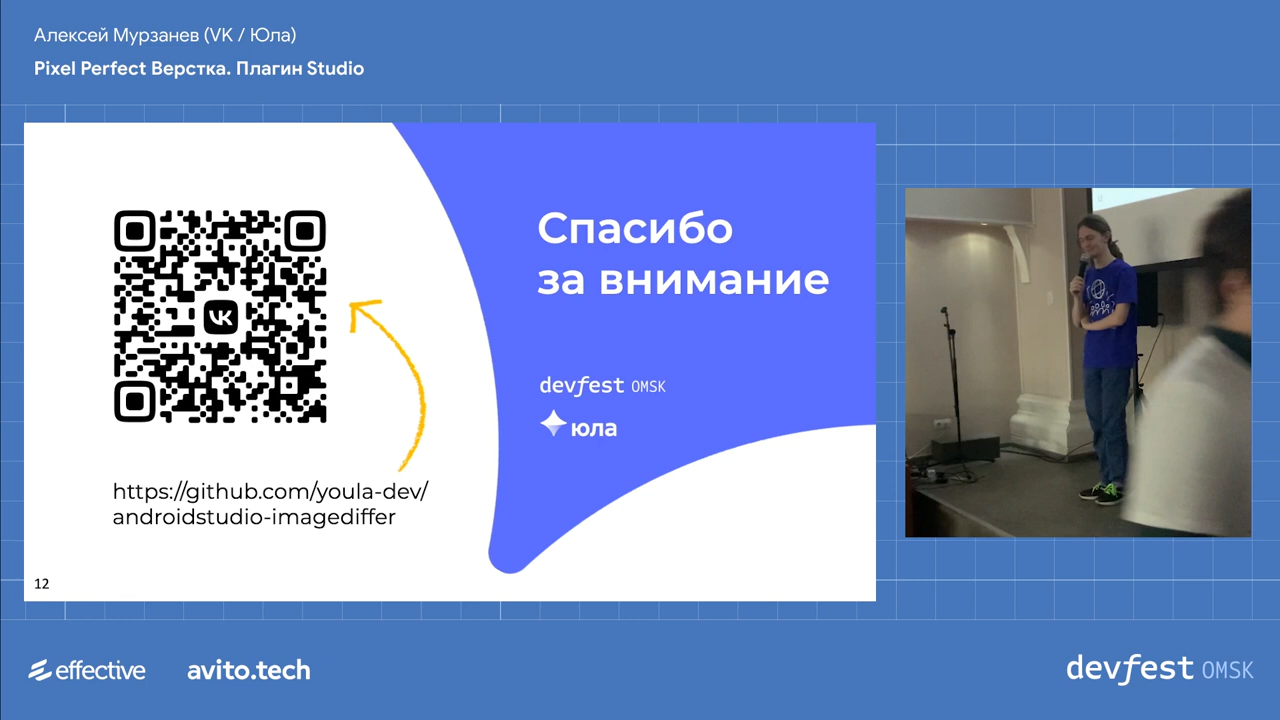 Алексей Мурзанев (VK / Юла)
Pixel Perfect Верстка. Плагин Studio
Спасибо
за внимание
devfest OMSK
юла
https://github.com/youla-dev/
androidstudio-imagediffer
12
effective
avito.tech
devfest OMSK